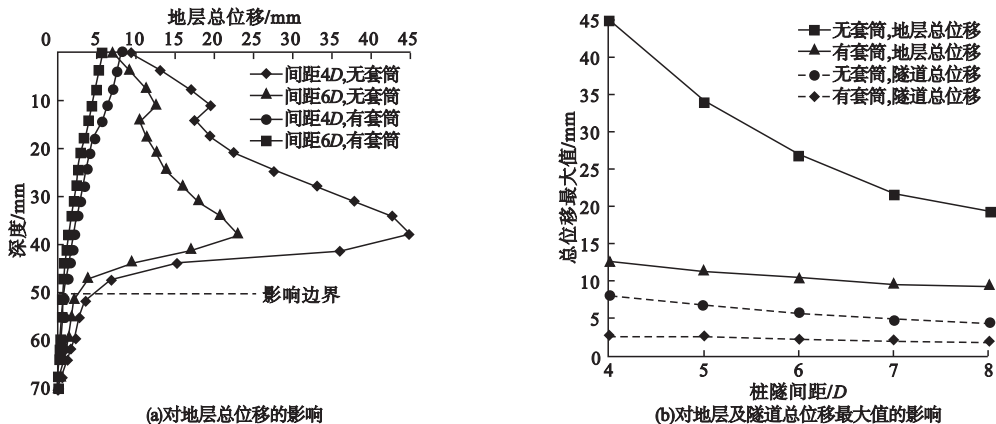 地层总位移/mm
0 5 10 15 20 25 30 35 40 45
10
20
30
40
50
60
70
深度/mm
间距4D,无套筒
间距6D,无套筒
间距4D,有套筒
间距6D,有套筒
影响边界
(a)对地层总位移的影响
45
40
35
30
25
20
15
10
5
0
总位移最大值/mm
无套筒,地层总位移
有套筒,地层总位移
无套筒,隧道总位移
有套筒,隧道总位移
4 5 6 7 8
桩隧间距/D
(b)对地层及隧道总位移最大值的影响